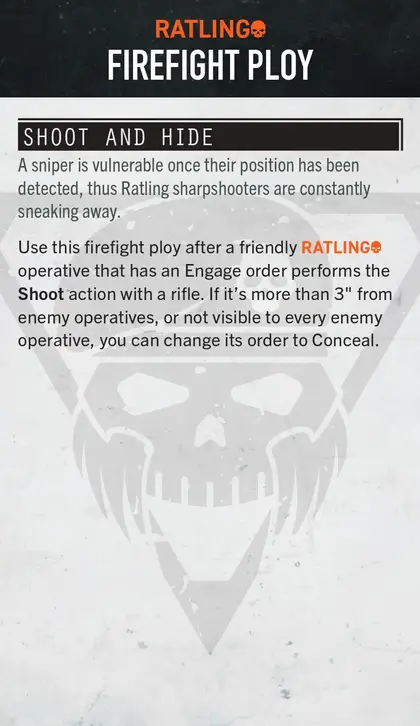 RATLING
FIREFIGHT PLOY
SHOOT AND HIDE
A sniper is vulnerable once their position has been
detected, thus Ratling sharpshooters are constantly
sneaking away.
Use this firefight ploy after a friendly RATLING
operative that has an Engage order performs the
Shoot action with a rifle. If it’s more than 3" from
enemy operatives, or not visible to every enemy
operative, you can change its order to Conceal.